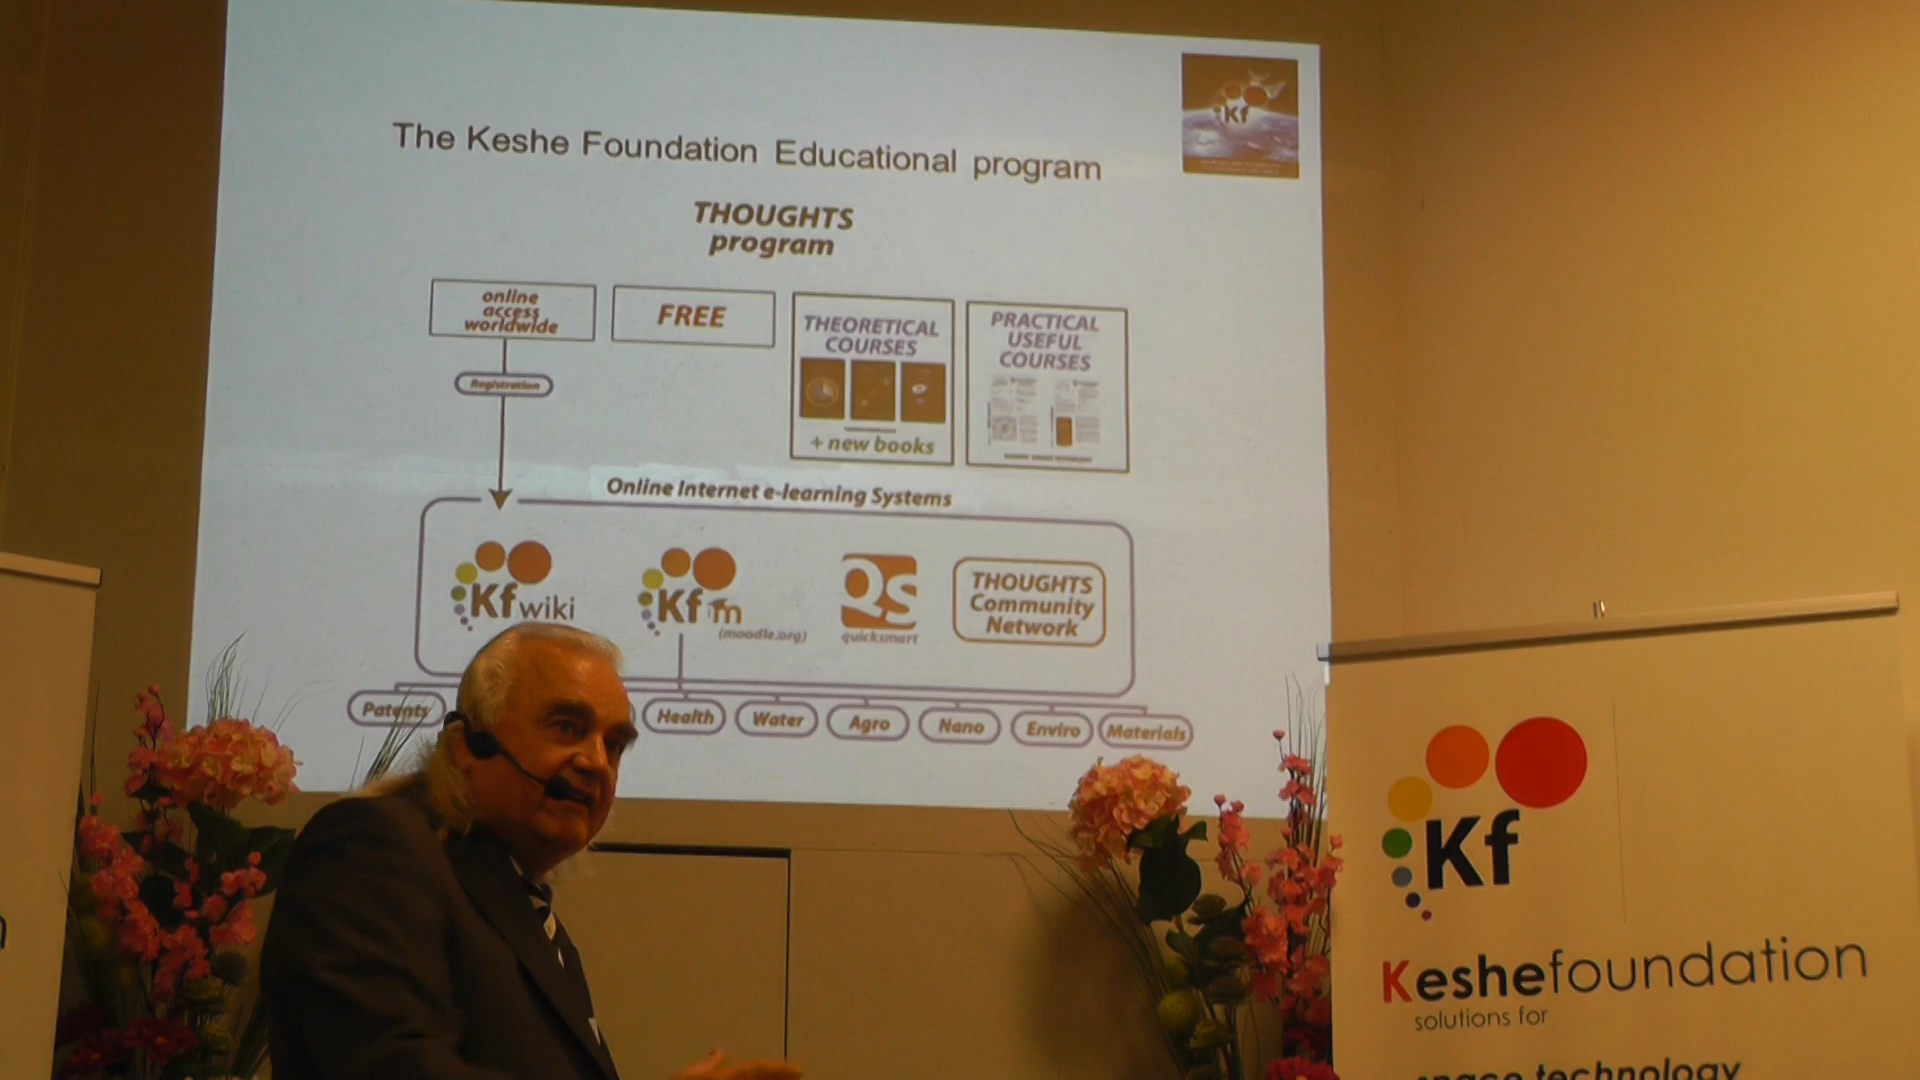 The Keshe Foundation Educational program
Kf
THOUGHTS
program
online
access
worldwide
FREE
THEORETICAL
COURSES
+ new books
PRACTICAL
USEFUL
COURSES
Registration
Online Internet e-learning Systems
Kf wiki
Kf m
(moodle.org)
QS
quicksmart
THOUGHTS
Community
Network
Patents
Health
Water
Agro
Nano
Enviro
Materials
Kf
Keshefoundation
solutions for
space technology